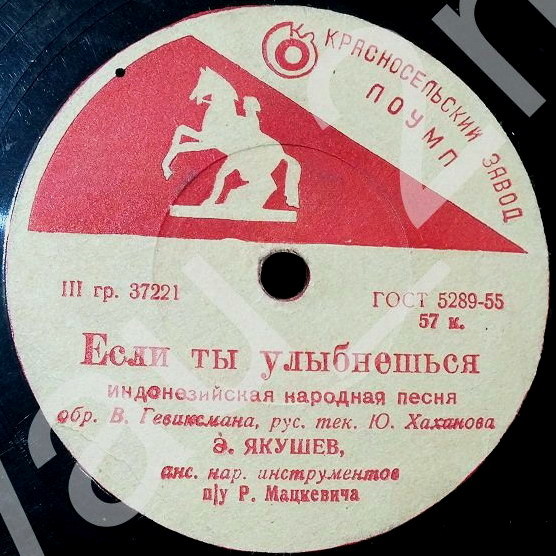 КРАСНОСЕЛЬСКИЙ ЗАВОД
ЛОУМП
III гр. 37221
ГОСТ 5289-55
57 к.
Если ты улыбнешься
индонезийская народная песня
обр. В. Гевиксмана, рус. тек. Ю. Хаханова
Э. ЯКУШЕВ,
анс. нар. инструментов
п/у Р. Мацкевича